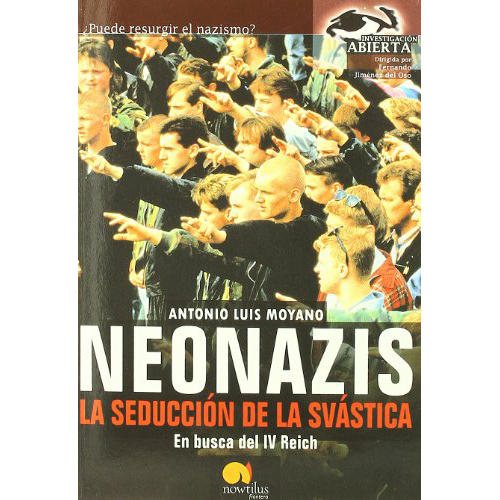 ¿Puede resurgir el nazismo?
INVESTIGACIÓN
ABIERTA
Dirigida por
Fernando
Jiménez del Oso
ANTONIO LUIS MOYANO
NEONAZIS
LA SEDUCCIÓN DE LA SVÁSTICA
En busca del IV Reich
nowtilus
frontera